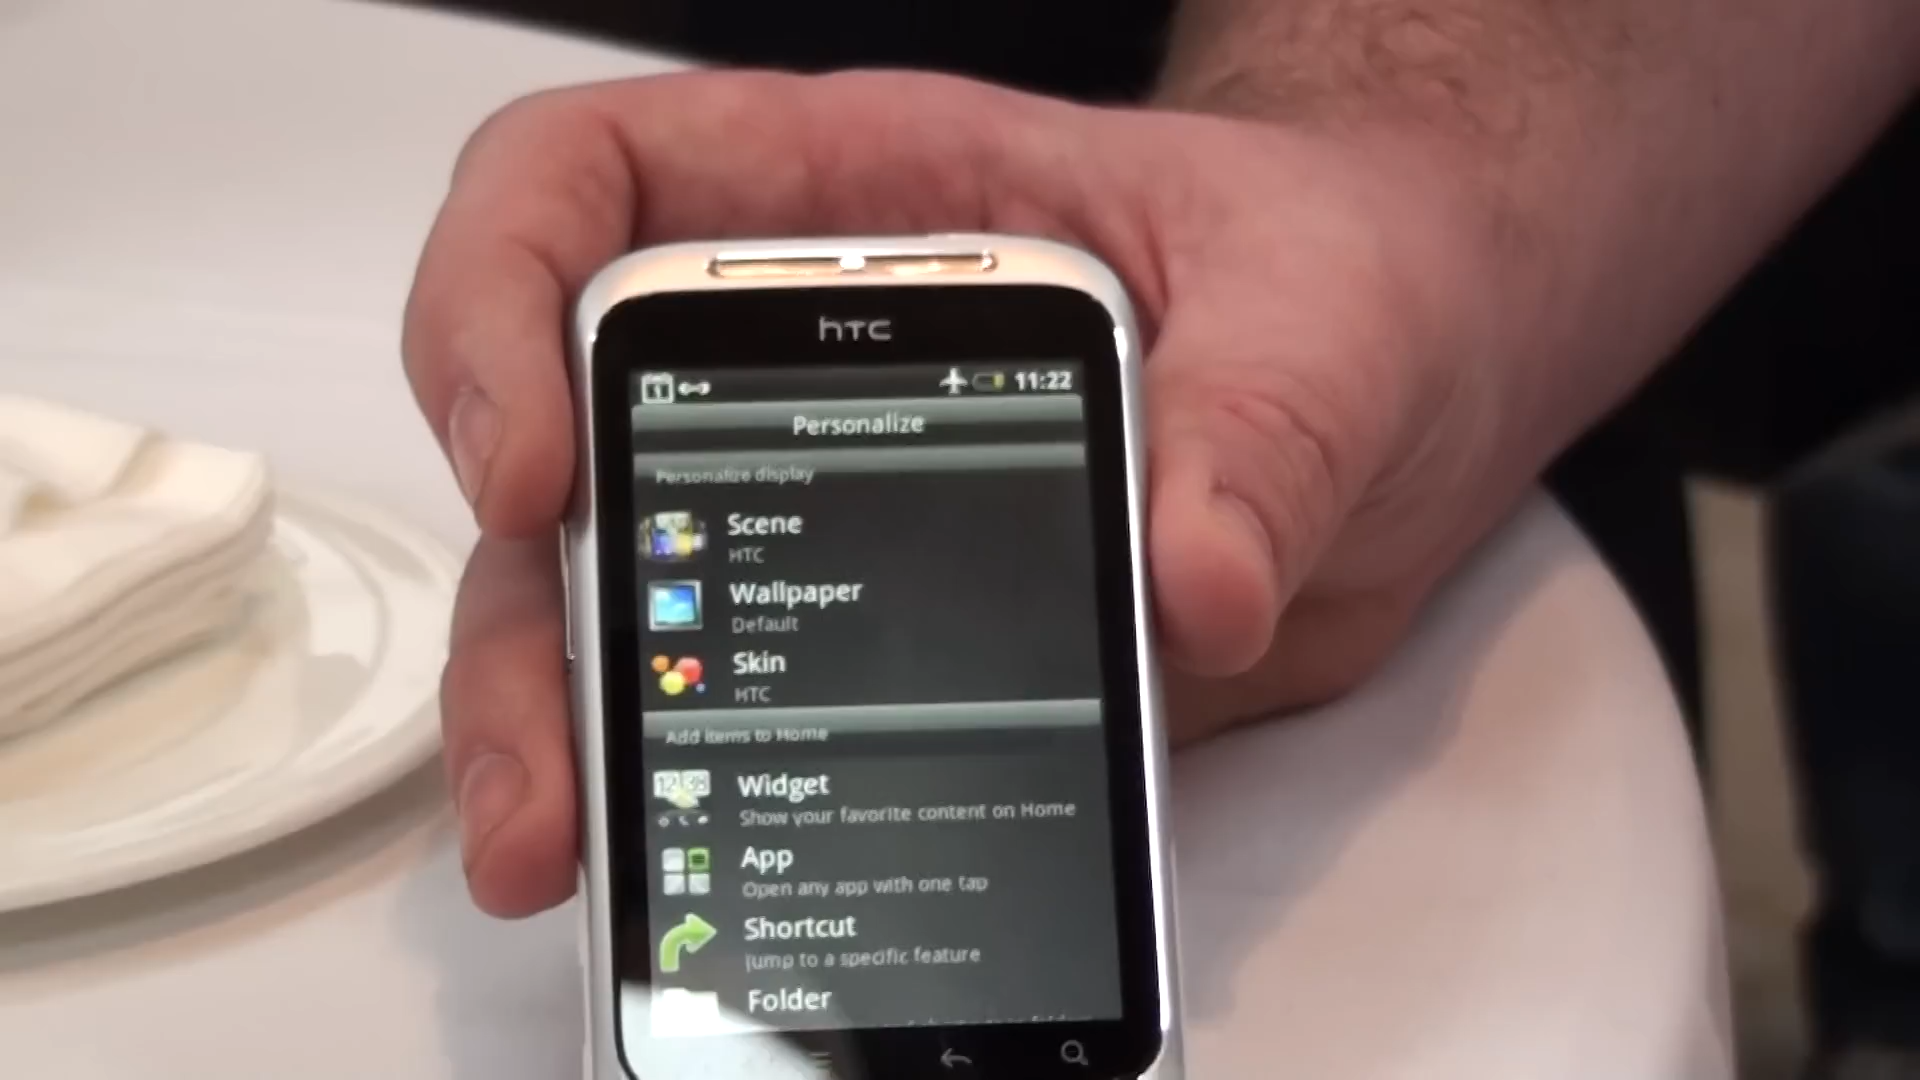 hTC
11:22
Personalize
Personalize display
Scene
HTC
Wallpaper
Default
Skin
HTC
Add items to Home
Widget
Show your favorite content on Home
App
Open any app with one tap
Shortcut
Jump to a specific feature
Folder